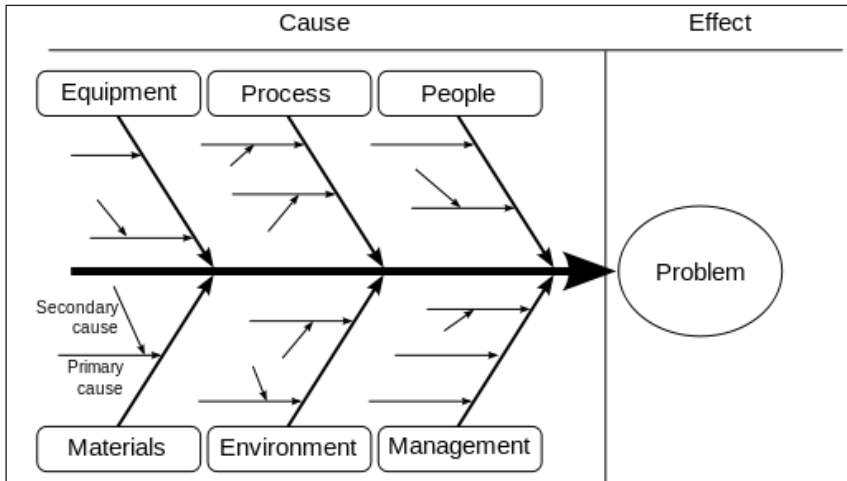 Cause
Effect
Equipment
Process
People
Problem
Secondary
cause
Primary
cause
Materials
Environment
Management